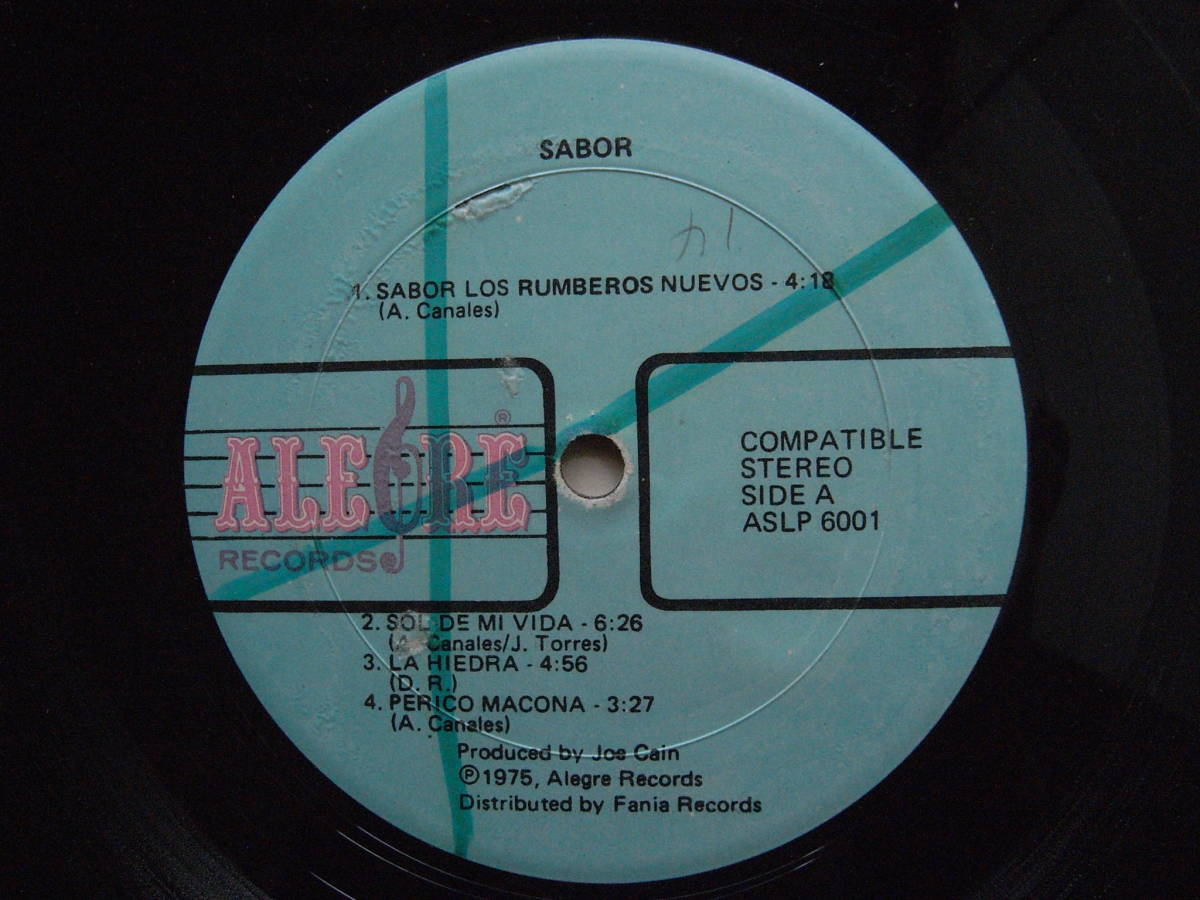 SABOR
1. SABOR LOS RUMBEROS NUEVOS - 4:18
(A. Canales)
ALEGRE®
RECORDS
COMPATIBLE
STEREO
SIDE A
ASLP 6001
2. SOL DE MI VIDA - 6:26
(A. Canales/J. Torres)
3. LA HIEDRA - 4:56
(D. R.)
4. PERICO MACONA - 3:27
(A. Canales)
Produced by Joe Cain
℗1975, Alegre Records
Distributed by Fania Records